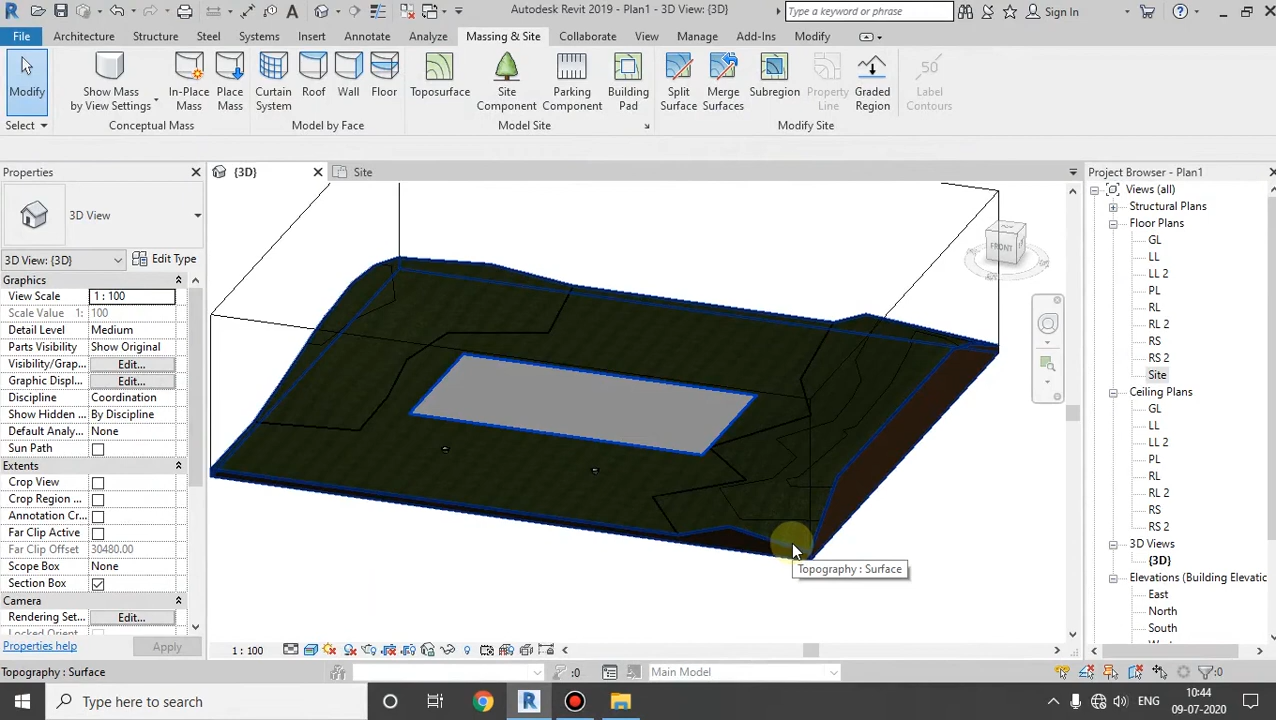 Autodesk Revit 2019 - Plan1 - 3D View: {3D}
Type a keyword or phrase
Sign In
File Architecture Structure Steel Systems Insert Annotate Analyze Massing & Site Collaborate View Manage Add-Ins Modify
Modify
Show Mass by View Settings
In-Place Mass
Place Mass
Curtain System
Roof
Wall
Floor
Toposurface
Site Component
Parking Component
Building Pad
Split Surface
Merge Surfaces
Subregion
Property Line
Graded Region
50
Label Contours
Select
Conceptual Mass
Model by Face
Model Site
Modify Site
Properties
3D View
3D View: {3D}
Edit Type
Graphics
View Scale 1 : 100
Scale Value 1: 100
Detail Level Medium
Parts Visibility Show Original
Visibility/Grap... Edit...
Graphic Displ... Edit...
Discipline Coordination
Show Hidden ... By Discipline
Default Analy... None
Sun Path
Extents
Crop View
Crop Region ...
Annotation Cr...
Far Clip Active
Far Clip Offset 30480.00
Scope Box None
Section Box
Camera
Rendering Set... Edit...
Locked Orient
Properties help
Apply
{3D}
Site
TOP
FRONT
Topography : Surface
1 : 100
Project Browser - Plan1
Views (all)
Structural Plans
Floor Plans
GL
LL
LL 2
PL
RL
RL 2
RS
RS 2
Site
Ceiling Plans
GL
LL
LL 2
PL
RL
RL 2
RS
RS 2
3D Views
{3D}
Elevations (Building Elevatic
East
North
South
Topography : Surface
:0
Main Model
:0
Type here to search
ENG
10:44
09-07-2020